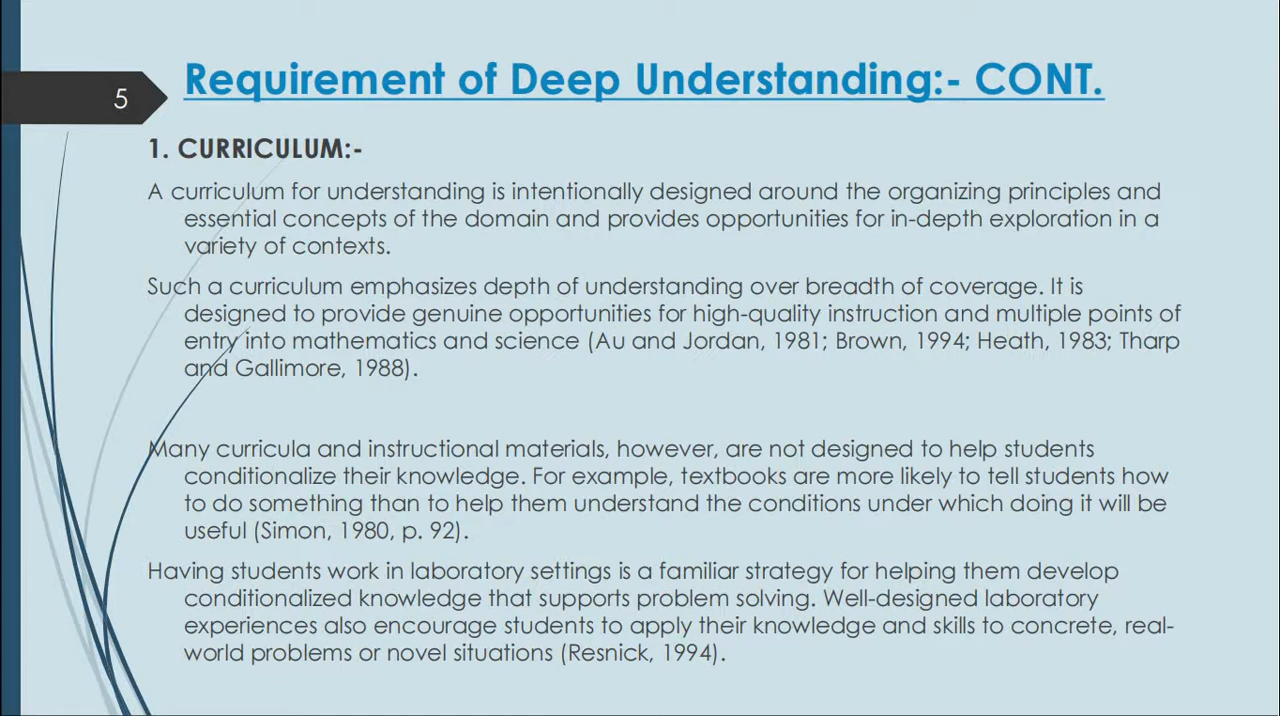 Requirement of Deep Understanding:- CONT.
5
1. CURRICULUM:-
A curriculum for understanding is intentionally designed around the organizing principles and
essential concepts of the domain and provides opportunities for in-depth exploration in a
variety of contexts.
Such a curriculum emphasizes depth of understanding over breadth of coverage. It is
designed to provide genuine opportunities for high-quality instruction and multiple points of
entry into mathematics and science (Au and Jordan, 1981; Brown, 1994; Heath, 1983; Tharp
and Gallimore, 1988).
Many curricula and instructional materials, however, are not designed to help students
conditionalize their knowledge. For example, textbooks are more likely to tell students how
to do something than to help them understand the conditions under which doing it will be
useful (Simon, 1980, p. 92).
Having students work in laboratory settings is a familiar strategy for helping them develop
conditionalized knowledge that supports problem solving. Well-designed laboratory
experiences also encourage students to apply their knowledge and skills to concrete, real-
world problems or novel situations (Resnick, 1994).